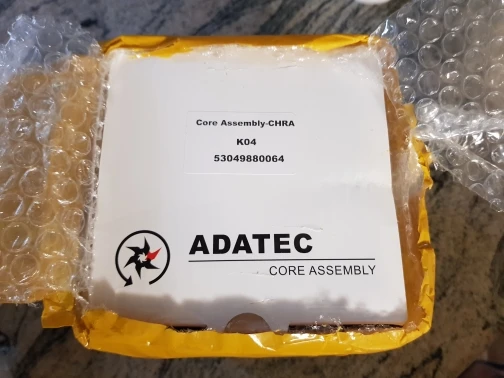 Core Assembly-CHRA
K04
53049880064
ADATEC
CORE ASSEMBLY